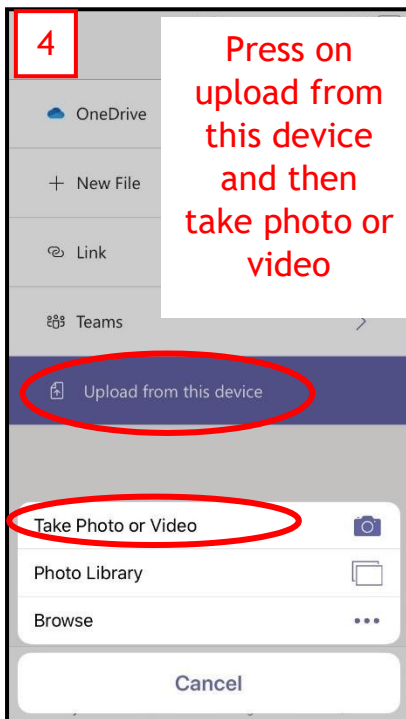 4
Press on
upload from
this device
and then
take photo or
video
OneDrive
New File
Link
Teams
Upload from this device
Take Photo or Video
Photo Library
Browse
Cancel